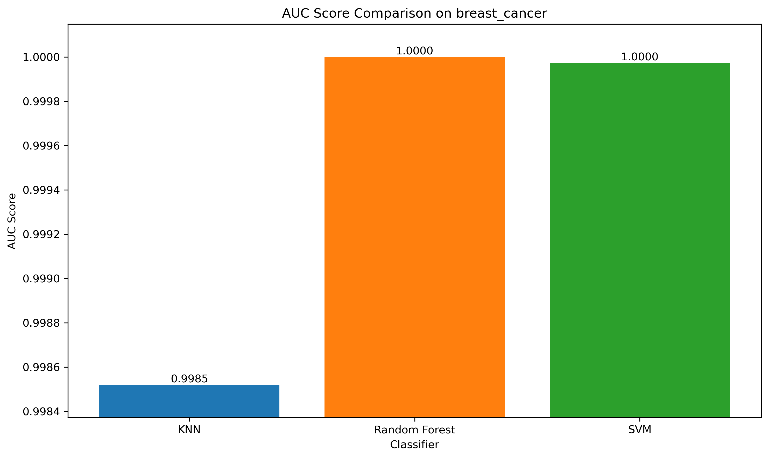 AUC Score Comparison on breast_cancer
AUC Score
1.0000
0.9998
0.9996
0.9994
0.9992
0.9990
0.9988
0.9986
0.9984
0.9985
1.0000
1.0000
KNN
Random Forest
SVM
Classifier